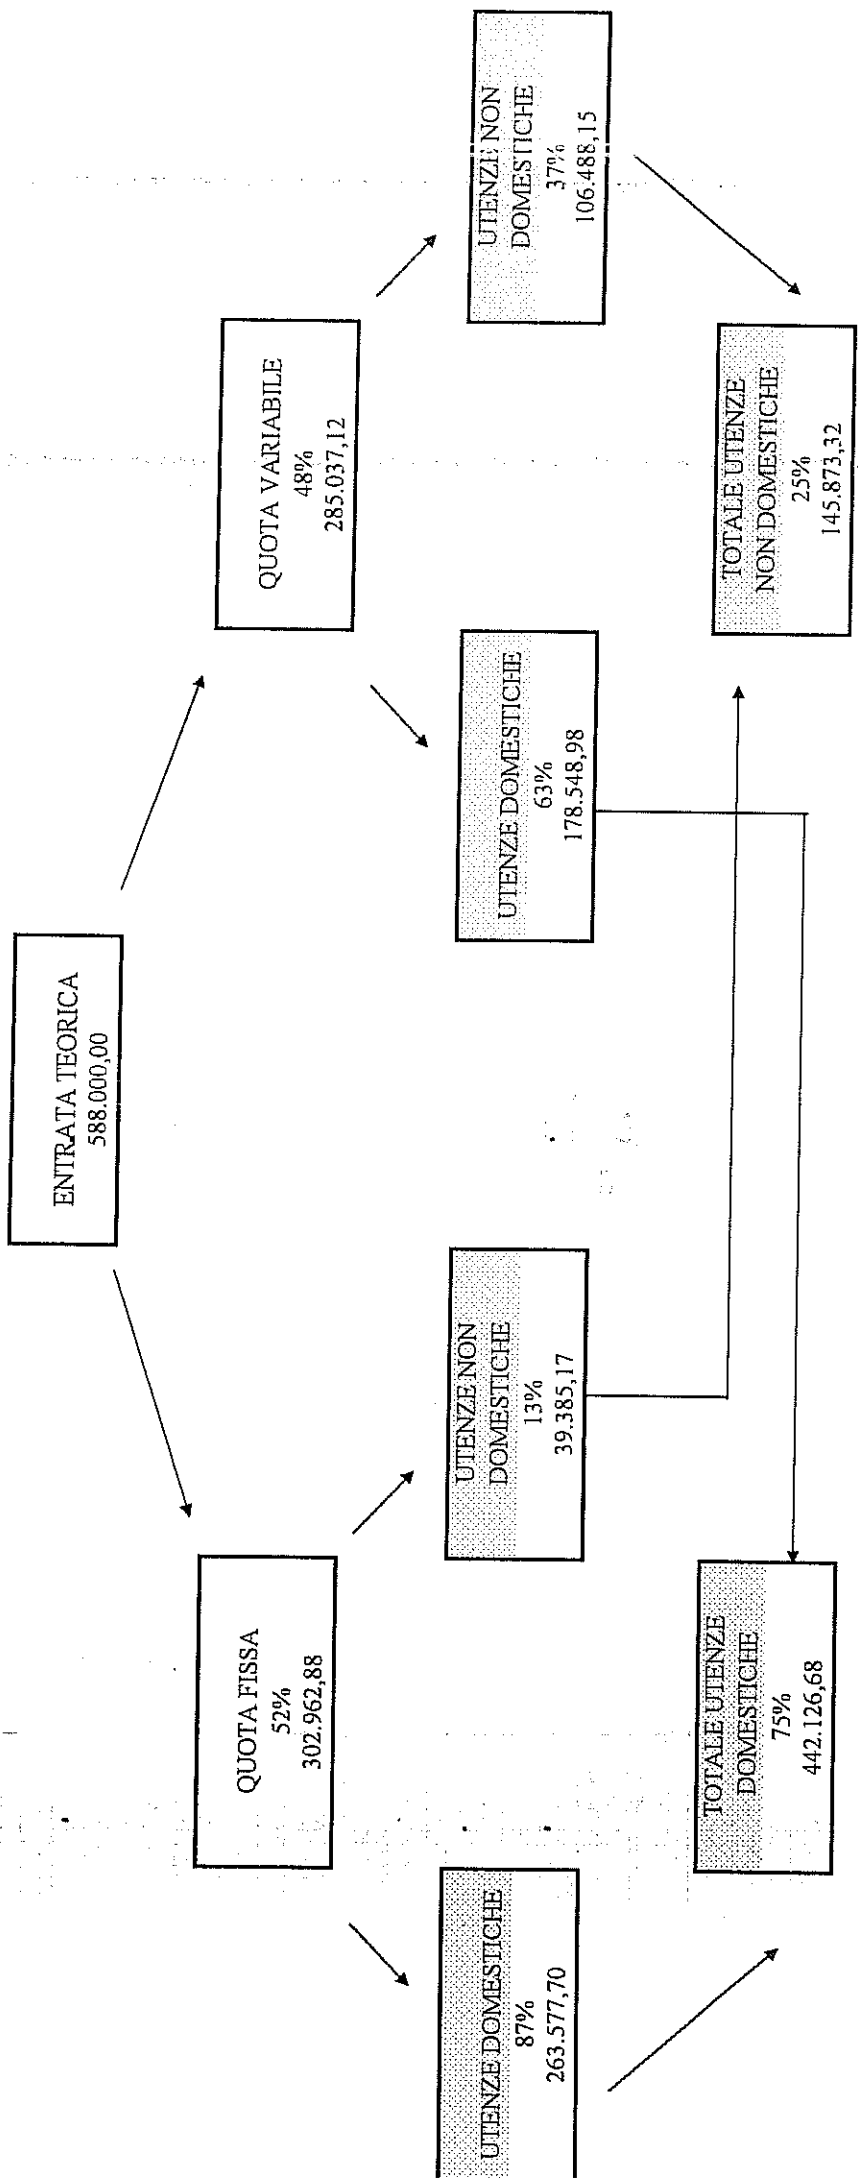 ENTRATA TEORICA
588.000,00
QUOTA FISSA
52%
302.962,88
QUOTA VARIABILE
48%
285.037,12
UTENZE DOMESTICHE
87%
263.577,70
UTENZE NON
DOMESTICHE
13%
39.385,17
UTENZE DOMESTICHE
63%
178.548,98
UTENZE NON
DOMESTICHE
37%
106.488,15
TOTALE UTENZE
DOMESTICHE
75%
442.126,68
TOTALE UTENZE
NON DOMESTICHE
25%
145.873,32